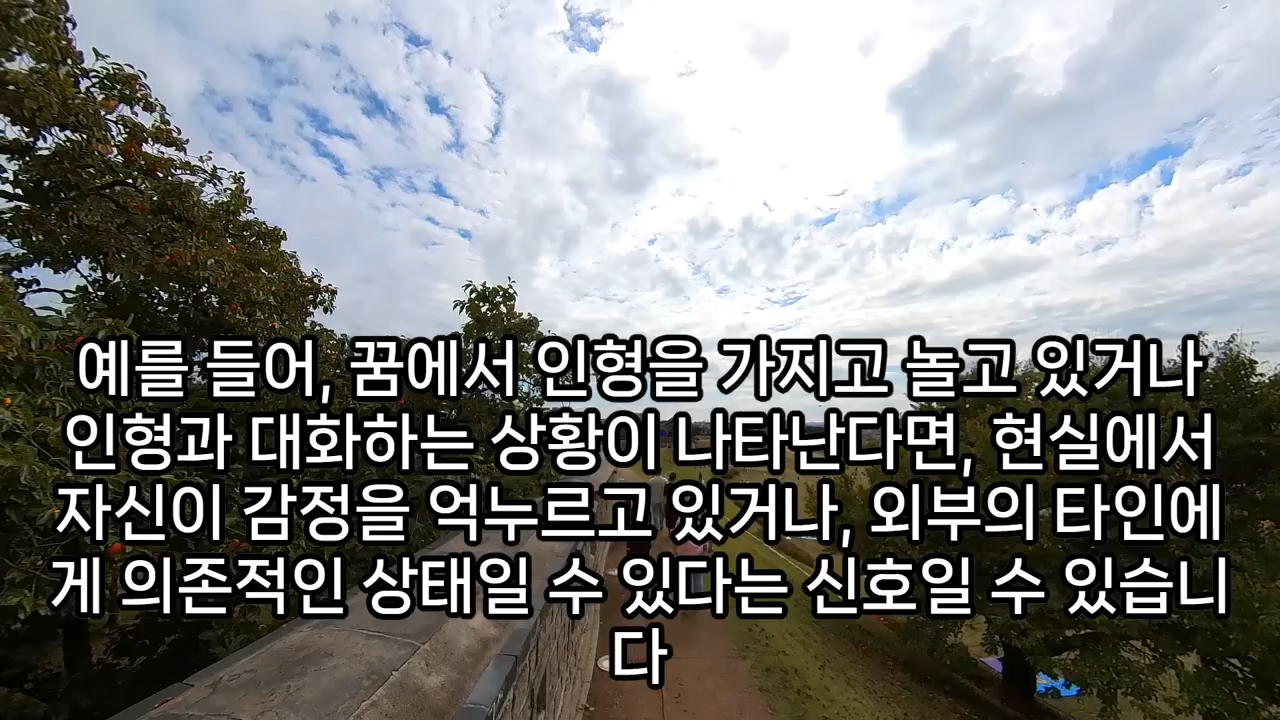 예를 들어, 꿈에서 인형을 가지고 놀고 있거나
인형과 대화하는 상황이 나타난다면, 현실에서
자신이 감정을 억누르고 있거나, 외부의 타인에
게 의존적인 상태일 수 있다는 신호일 수 있습니
다